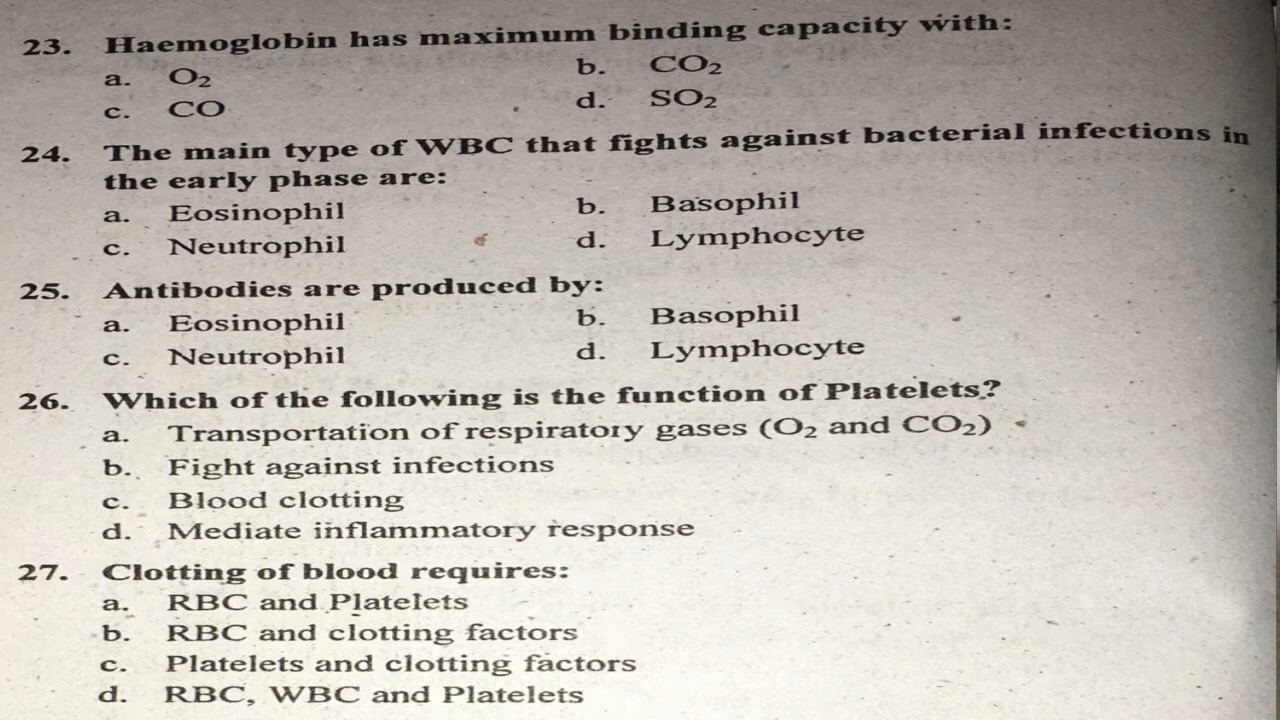 23. Haemoglobin has maximum binding capacity with:
a. O₂ b. CO₂
c. CO d. SO₂
24. The main type of WBC that fights against bacterial infections in
the early phase are:
a. Eosinophil b. Basophil
c. Neutrophil d. Lymphocyte
25. Antibodies are produced by:
a. Eosinophil b. Basophil
c. Neutrophil d. Lymphocyte
26. Which of the following is the function of Platelets?
a. Transportation of respiratory gases (O₂ and CO₂)
b. Fight against infections
c. Blood clotting
d. Mediate inflammatory response
27. Clotting of blood requires:
a. RBC and Platelets
b. RBC and clotting factors
c. Platelets and clotting factors
d. RBC, WBC and Platelets